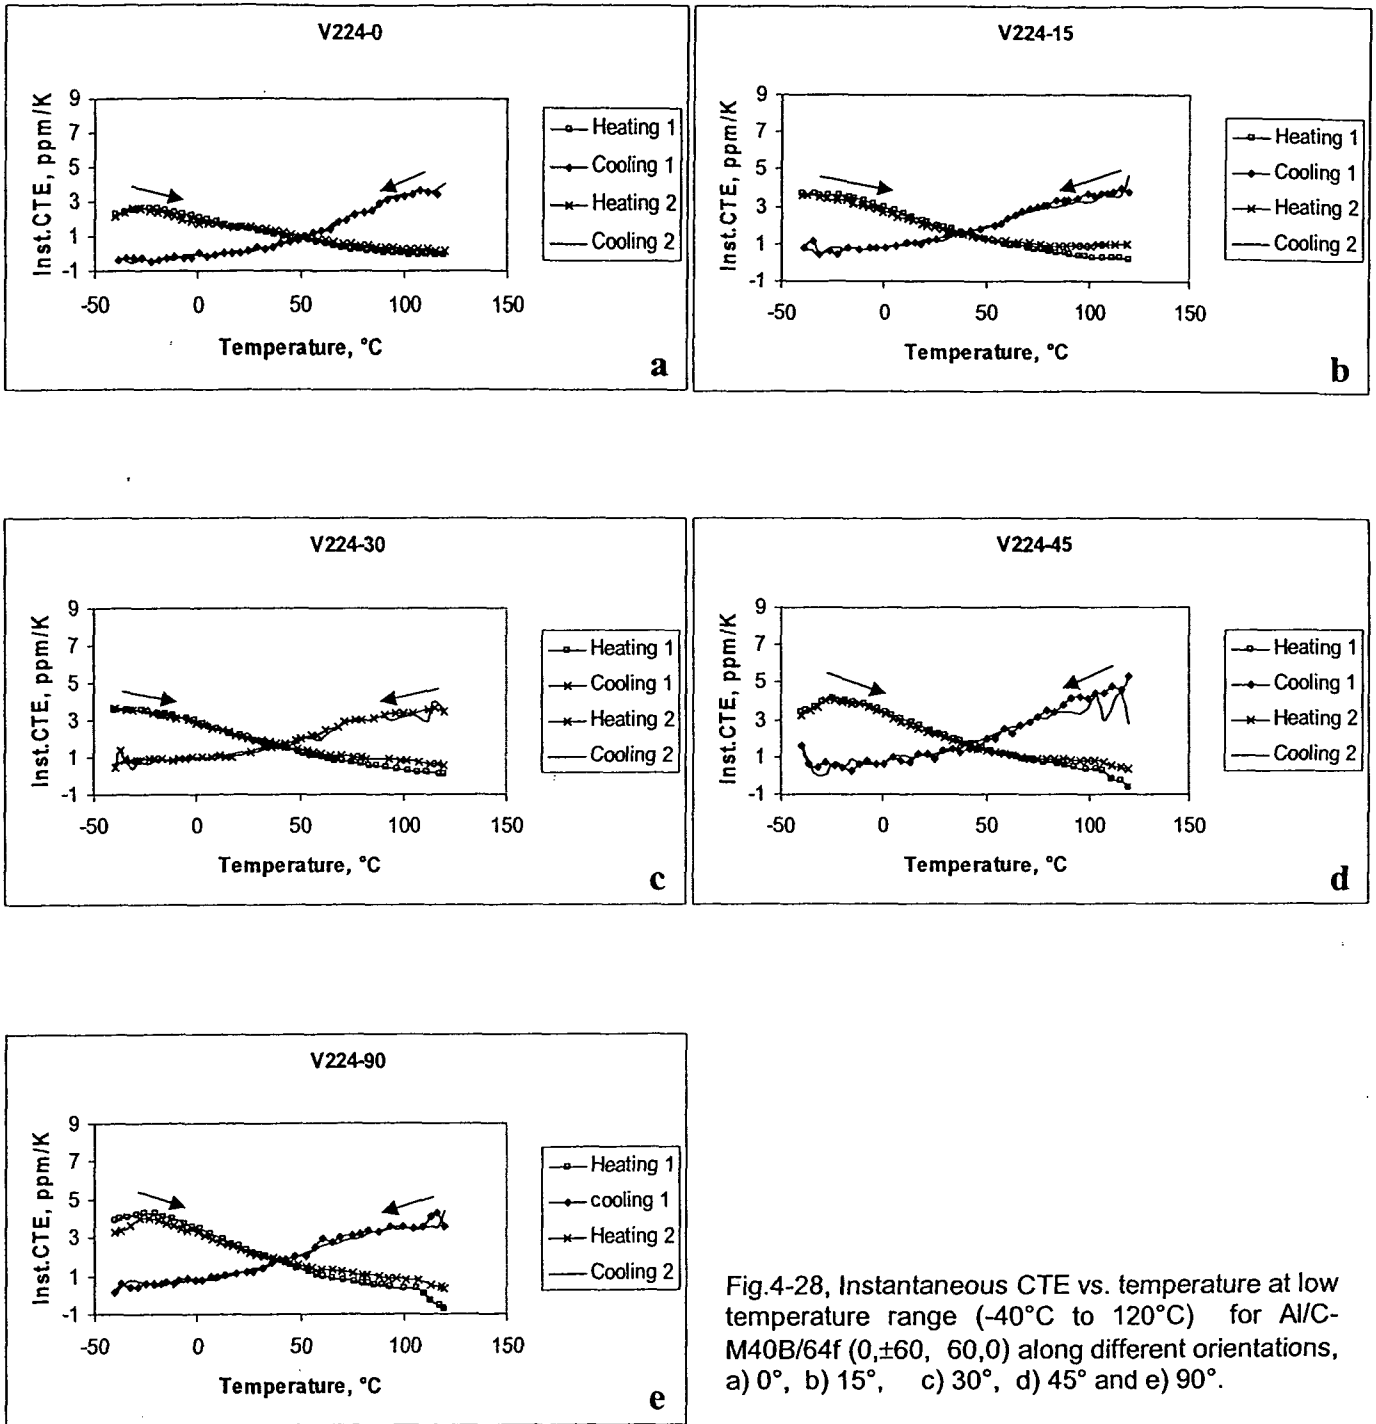 V224-0
Inst.CTE, ppm/K
9
7
5
3
1
-1
-50 0 50 100 150
Temperature, °C
Heating 1
Cooling 1
Heating 2
Cooling 2
a
V224-15
Inst.CTE, ppm/K
9
7
5
3
1
-1
-50 0 50 100 150
Temperature, °C
Heating 1
Cooling 1
Heating 2
Cooling 2
b
V224-30
Inst.CTE, ppm/K
9
7
5
3
1
-1
-50 0 50 100 150
Temperature, °C
Heating 1
Cooling 1
Heating 2
Cooling 2
c
V224-45
Inst.CTE, ppm/K
9
7
5
3
1
-1
-50 0 50 100 150
Temperature, °C
Heating 1
Cooling 1
Heating 2
Cooling 2
d
V224-90
Inst.CTE, ppm/K
9
7
5
3
1
-1
-50 0 50 100 150
Temperature, °C
Heating 1
cooling 1
Heating 2
Cooling 2
e
Fig.4-28, Instantaneous CTE vs. temperature at low
temperature range (-40°C to 120°C) for Al/C-
M40B/64f (0,±60, 60,0) along different orientations,
a) 0°, b) 15°, c) 30°, d) 45° and e) 90°.